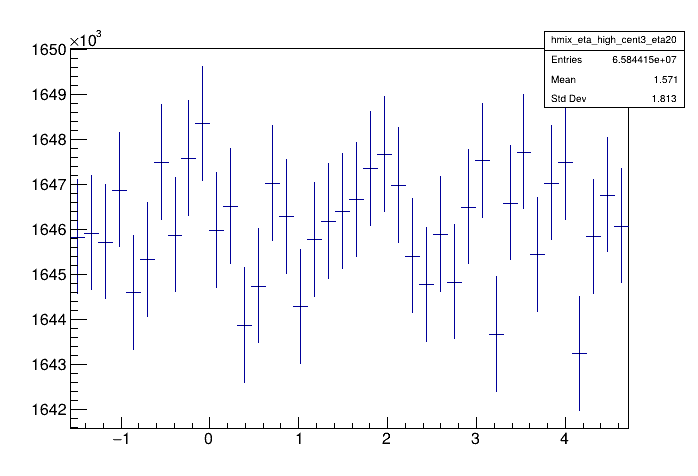 ×10³
hmix_eta_high_cent3_eta20
Entries 6.584415e+07
Mean 1.571
Std Dev 1.813
1650
1649
1648
1647
1646
1645
1644
1643
1642
−1 0 1 2 3 4